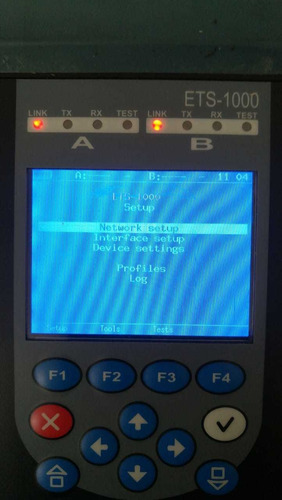 ETS-1000
LINK TX RX TEST LINK TX RX TEST
A B
A:- --- -- B:- --- -- 11 04
ETS-1000
Setup
Network setup
Interface setup
Device settings
Profiles
Log
Setup Tools Tests
F1 F2 F3 F4